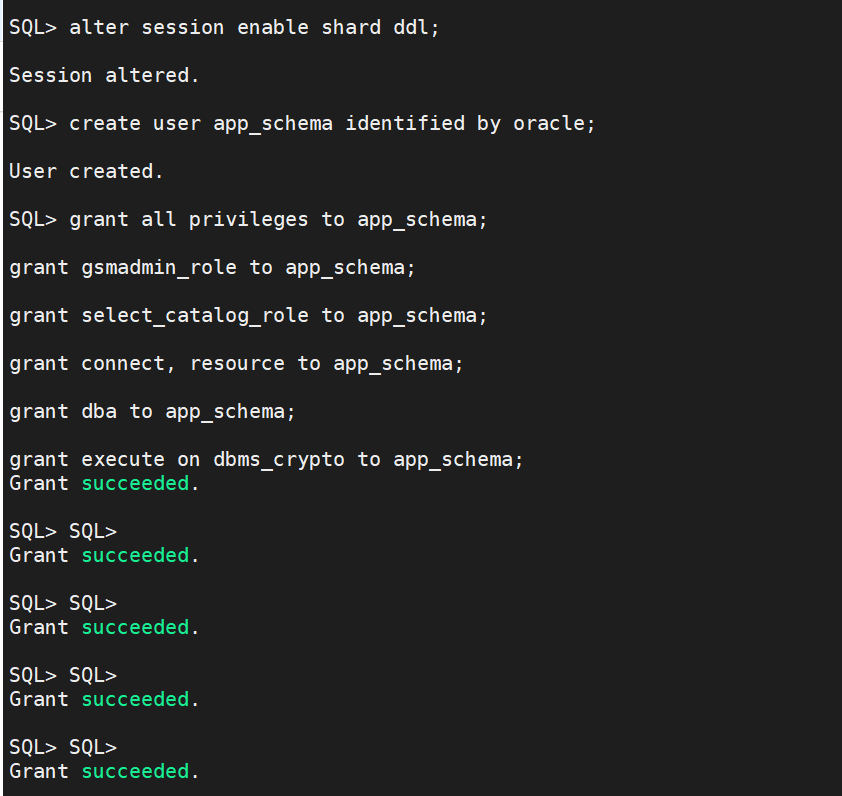 SQL> alter session enable shard ddl;
Session altered.
SQL> create user app_schema identified by oracle;
User created.
SQL> grant all privileges to app_schema;
grant gsmadmin_role to app_schema;
grant select_catalog_role to app_schema;
grant connect, resource to app_schema;
grant dba to app_schema;
grant execute on dbms_crypto to app_schema;
Grant succeeded.
SQL> SQL>
Grant succeeded.
SQL> SQL>
Grant succeeded.
SQL> SQL>
Grant succeeded.
SQL> SQL>
Grant succeeded.